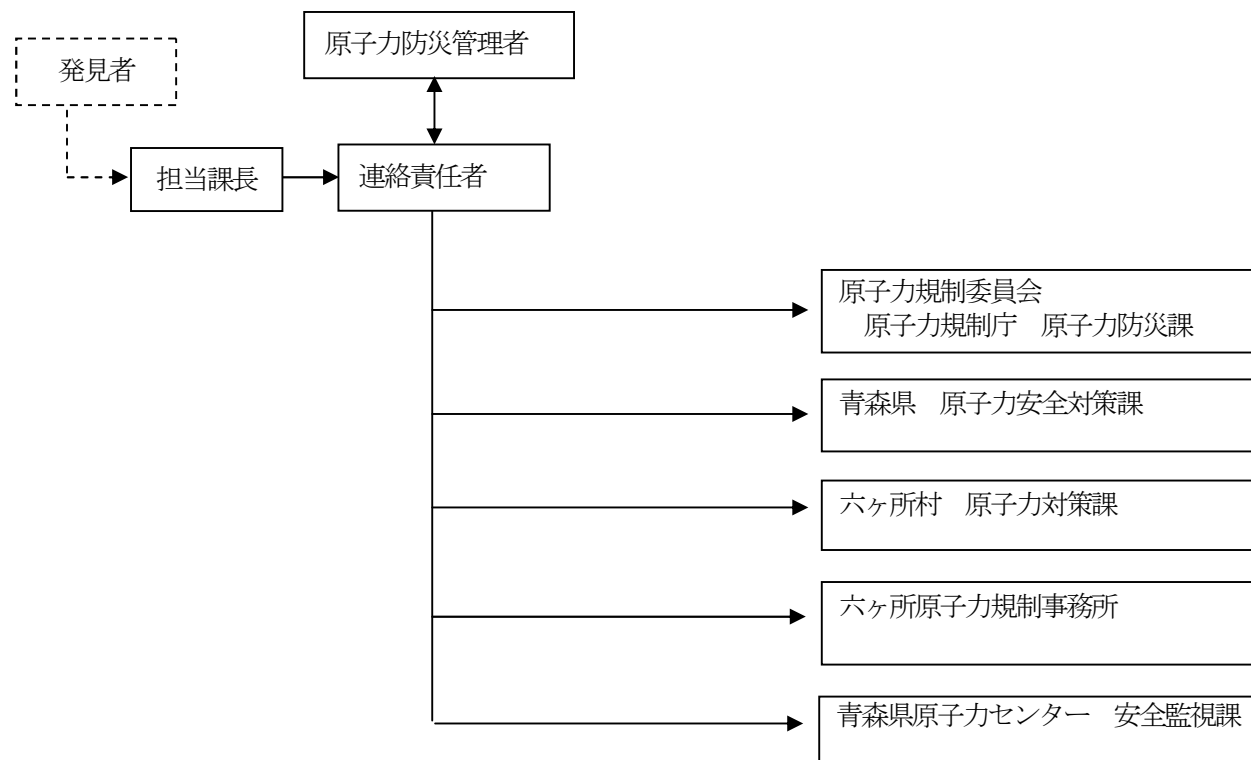 原子力防災管理者
発見者
担当課長
連絡責任者
原子力規制委員会
　原子力規制庁　原子力防災課
青森県　原子力安全対策課
六ヶ所村　原子力対策課
六ヶ所原子力規制事務所
青森県原子力センター　安全監視課